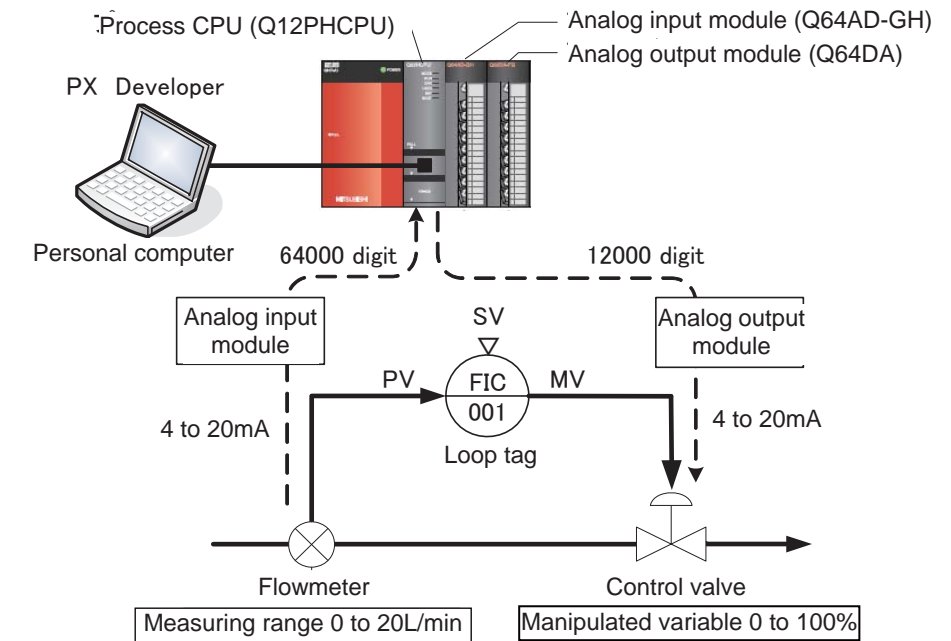 Process CPU (Q12PHCPU)
Analog input module (Q64AD-GH)
Analog output module (Q64DA)
PX Developer
POWER
MITSUBISHI
Personal computer
64000 digit
12000 digit
Analog input
module
SV
Analog output
module
PV
FIC
001
MV
4 to 20mA
4 to 20mA
Loop tag
Flowmeter
Control valve
Measuring range 0 to 20L/min
Manipulated variable 0 to 100%